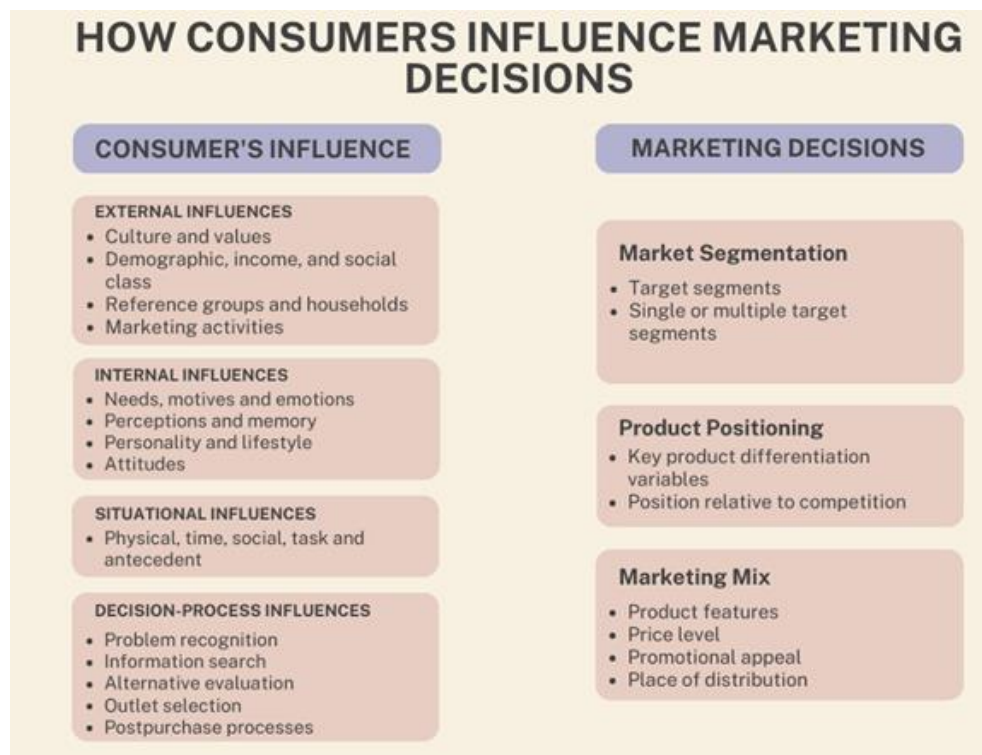 HOW CONSUMERS INFLUENCE MARKETING
DECISIONS
CONSUMER'S INFLUENCE
EXTERNAL INFLUENCES
• Culture and values
• Demographic, income, and social
class
• Reference groups and households
• Marketing activities
INTERNAL INFLUENCES
• Needs, motives and emotions
• Perceptions and memory
• Personality and lifestyle
• Attitudes
SITUATIONAL INFLUENCES
• Physical, time, social, task and
antecedent
DECISION-PROCESS INFLUENCES
• Problem recognition
• Information search
• Alternative evaluation
• Outlet selection
• Postpurchase processes
MARKETING DECISIONS
Market Segmentation
• Target segments
• Single or multiple target
segments
Product Positioning
• Key product differentiation
variables
• Position relative to competition
Marketing Mix
• Product features
• Price level
• Promotional appeal
• Place of distribution